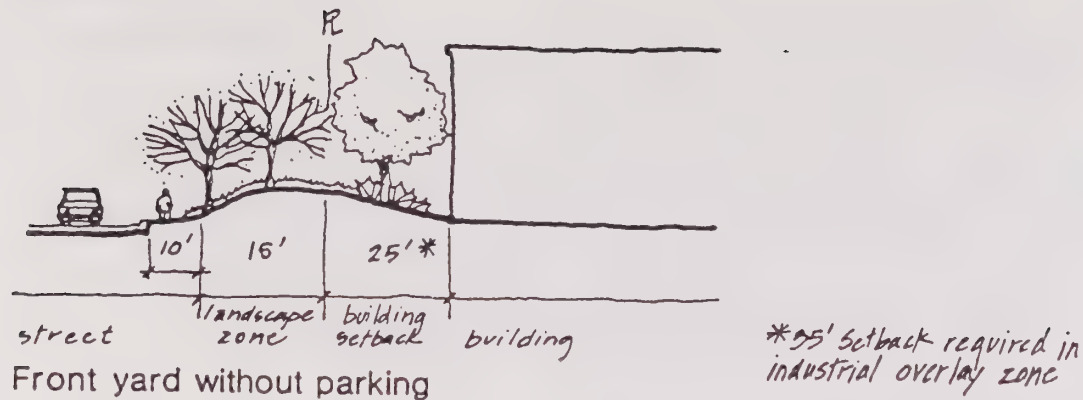 PL
10' 15' 25' *
street landscape zone building setback building
*35' Setback required in
industrial overlay zone
Front yard without parking